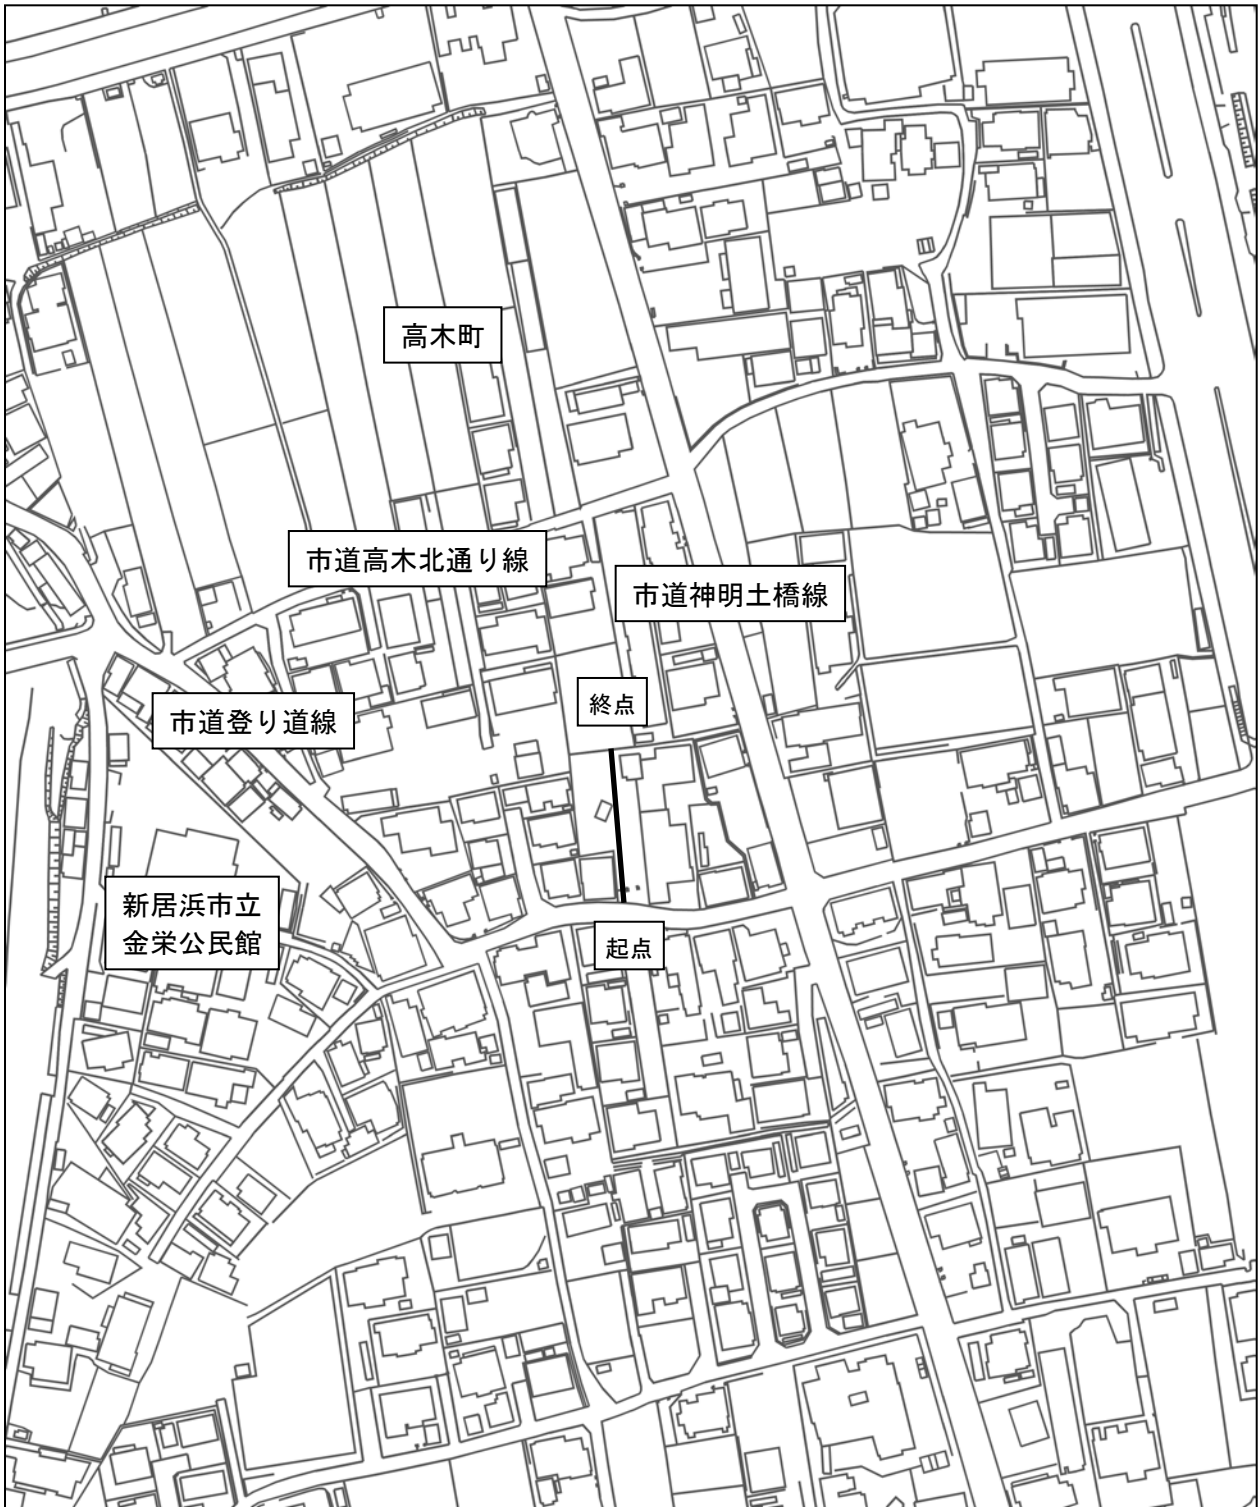 高木町
市道高木北通り線
市道神明土橋線
終点
市道登り道線
新居浜市立
金栄公民館
起点